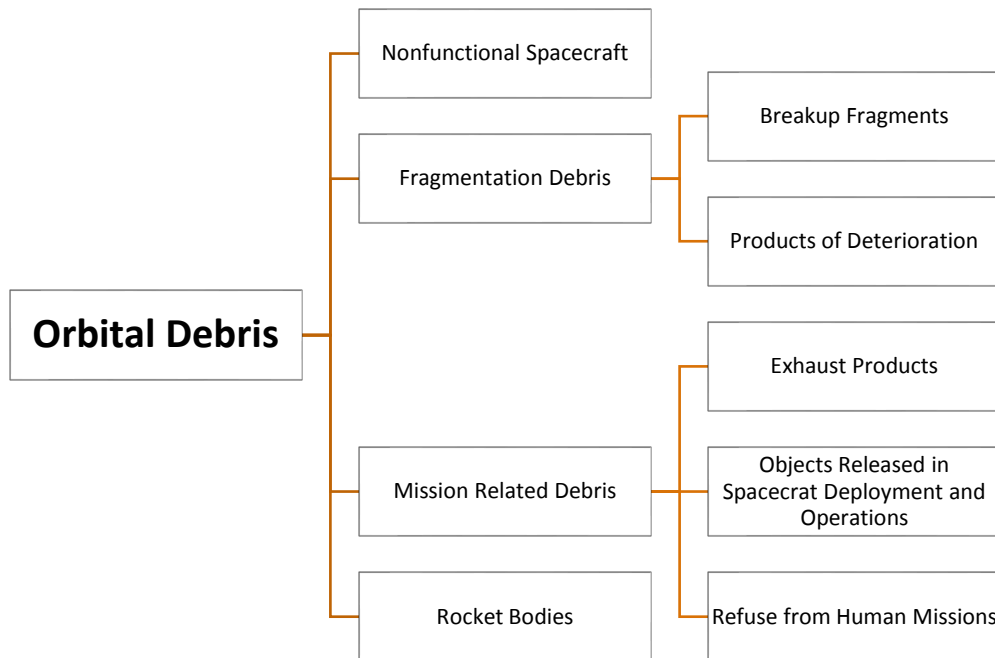 Orbital Debris
Nonfunctional Spacecraft
Fragmentation Debris
Breakup Fragments
Products of Deterioration
Mission Related Debris
Exhaust Products
Objects Released in
Spacecrat Deployment and
Operations
Refuse from Human Missions
Rocket Bodies